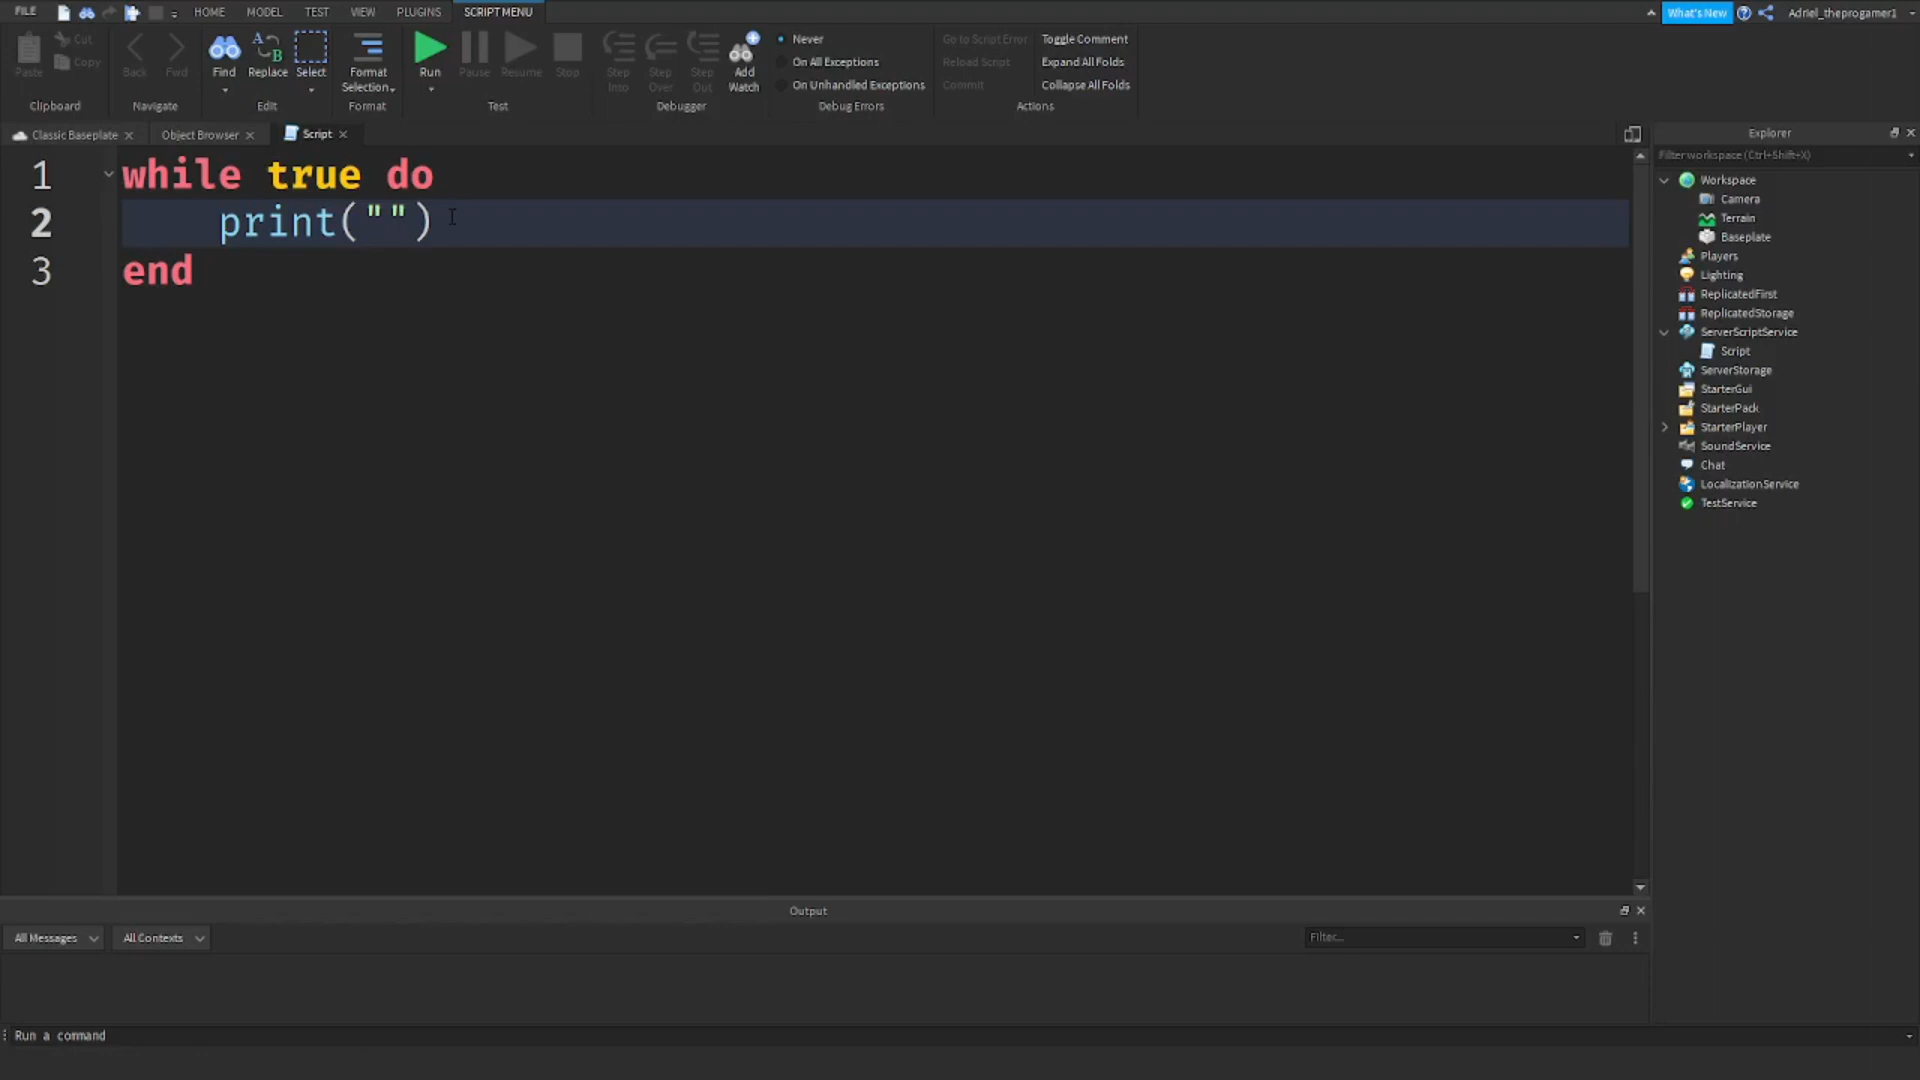 FILE HOME MODEL TEST VIEW PLUGINS SCRIPT MENU What's New Adriel_theprogamer1
Paste Cut Copy
Clipboard
Back Fwd
Navigate
Find Replace Select
Edit
Format Selection
Format
Run Pause Resume Stop
Test
Step Into Step Over Step Out Add Watch
Debugger
Never
On All Exceptions
On Unhandled Exceptions
Debug Errors
Go to Script Error Toggle Comment
Reload Script Expand All Folds
Commit Collapse All Folds
Actions
Classic Baseplate Object Browser Script
1 while true do
2 print("")
3 end
Explorer
Filter workspace (Ctrl+Shift+X)
Workspace
Camera
Terrain
Baseplate
Players
Lighting
ReplicatedFirst
ReplicatedStorage
ServerScriptService
Script
ServerStorage
StarterGui
StarterPack
StarterPlayer
SoundService
Chat
LocalizationService
TestService
Output
All Messages All Contexts Filter...
Run a command